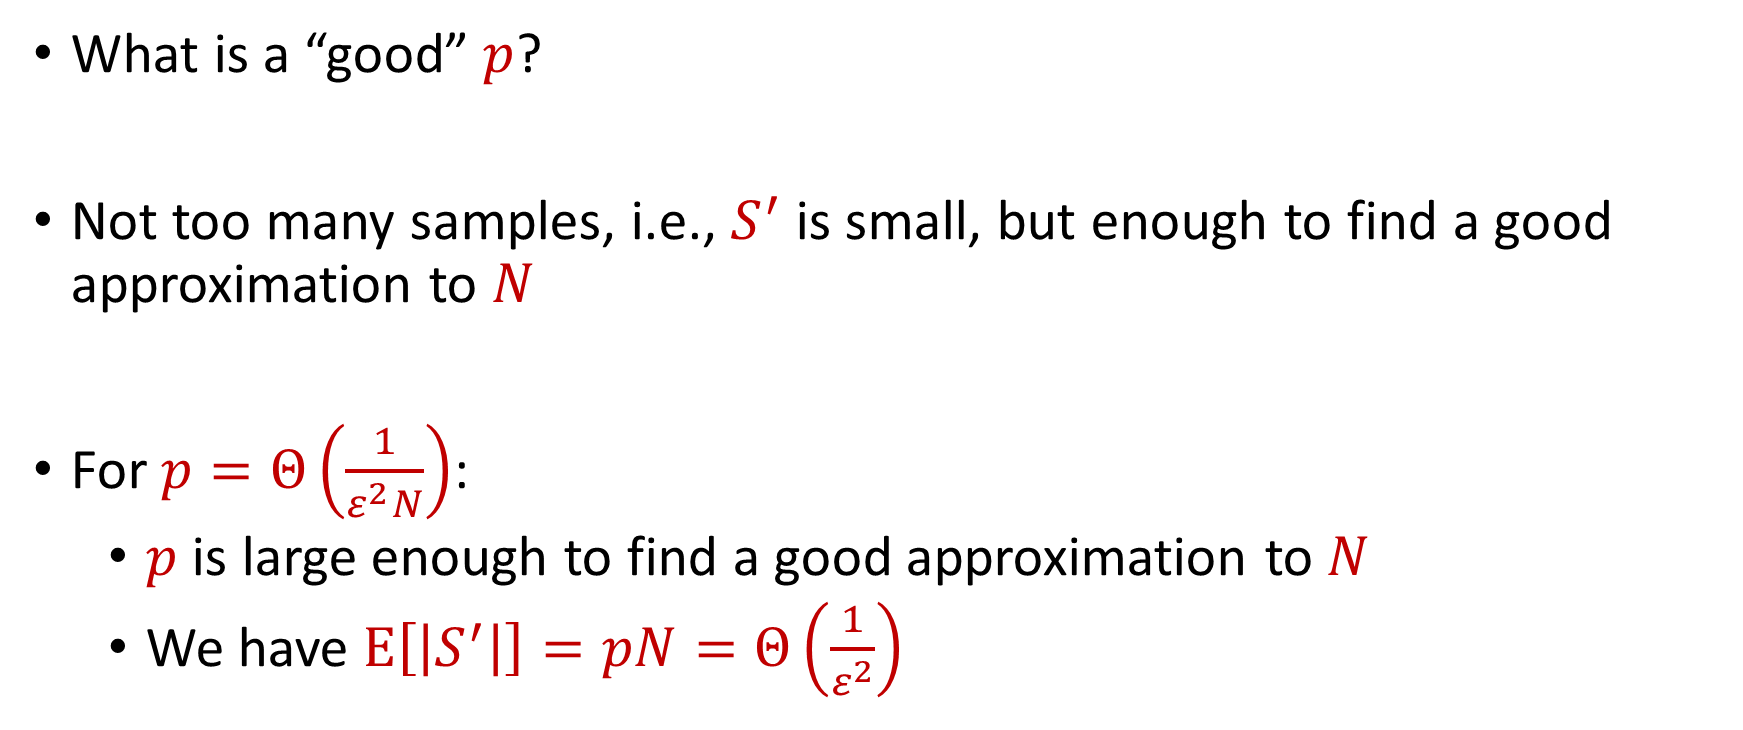 • What is a “good” p?
• Not too many samples, i.e., S′ is small, but enough to find a good
approximation to N
• For p = Θ(1/(ε² N)):
• p is large enough to find a good approximation to N
• We have E[|S′|] = pN = Θ(1/ε²)